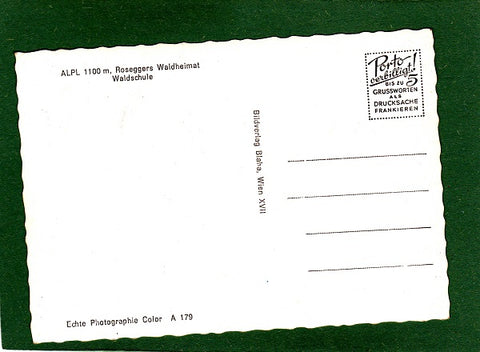 ALPL 1100 m, Roseggers Waldheimat
Waldschule
Porto
verbilligt!
BIS ZU 5
GRUSSWORTEN
ALS
DRUCKSACHE
FRANKIEREN
Bildverlag Blaha, Wien XVII
Echte Photographie Color A 179